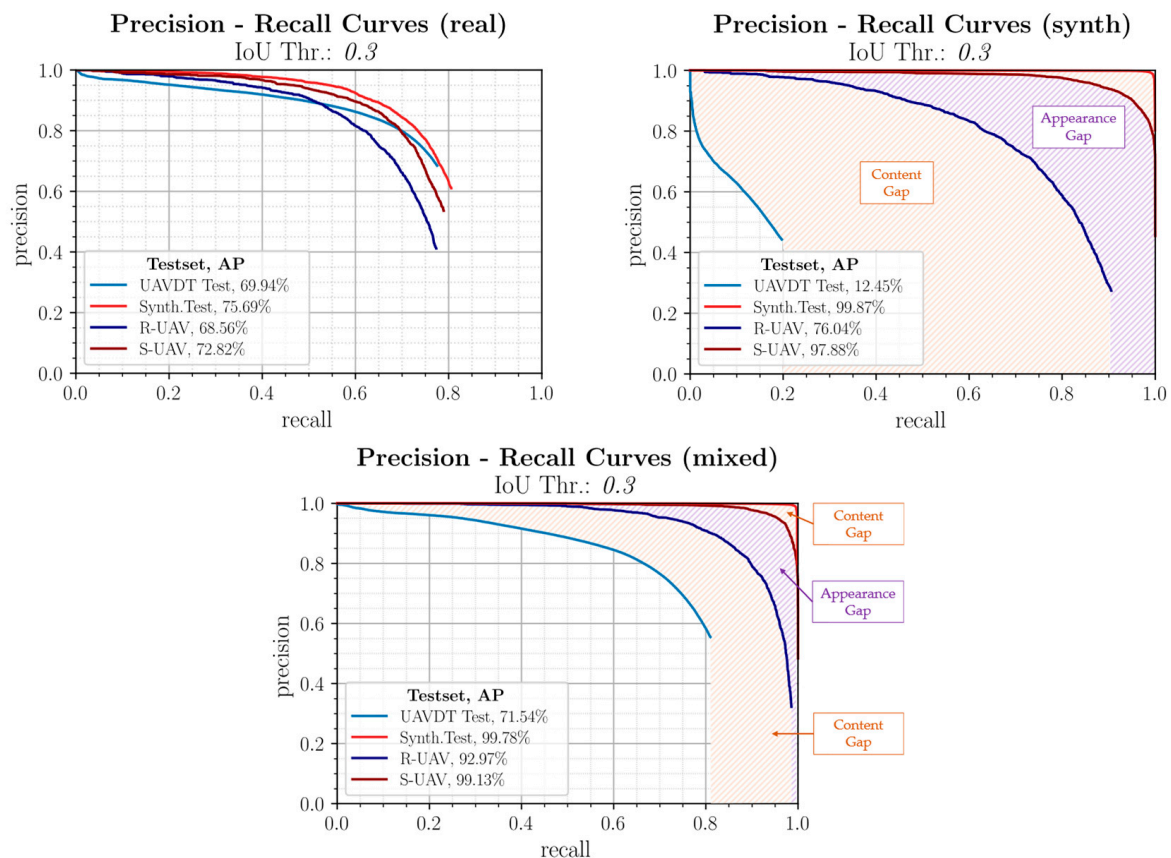 Precision - Recall Curves (real)
IoU Thr.: 0.3
1.0
0.8
0.6
0.4
0.2
0.0
precision
Testset, AP
UAVDT Test, 69.94%
Synth.Test, 75.69%
R-UAV, 68.56%
S-UAV, 72.82%
0.0 0.2 0.4 0.6 0.8 1.0
recall
Precision - Recall Curves (synth)
IoU Thr.: 0.3
1.0
0.8
0.6
0.4
0.2
0.0
precision
Appearance
Gap
Content
Gap
Testset, AP
UAVDT Test, 12.45%
Synth.Test, 99.87%
R-UAV, 76.04%
S-UAV, 97.88%
0.0 0.2 0.4 0.6 0.8 1.0
recall
Precision - Recall Curves (mixed)
IoU Thr.: 0.3
1.0
0.8
0.6
0.4
0.2
0.0
precision
Content
Gap
Appearance
Gap
Content
Gap
Testset, AP
UAVDT Test, 71.54%
Synth.Test, 99.78%
R-UAV, 92.97%
S-UAV, 99.13%
0.0 0.2 0.4 0.6 0.8 1.0
recall